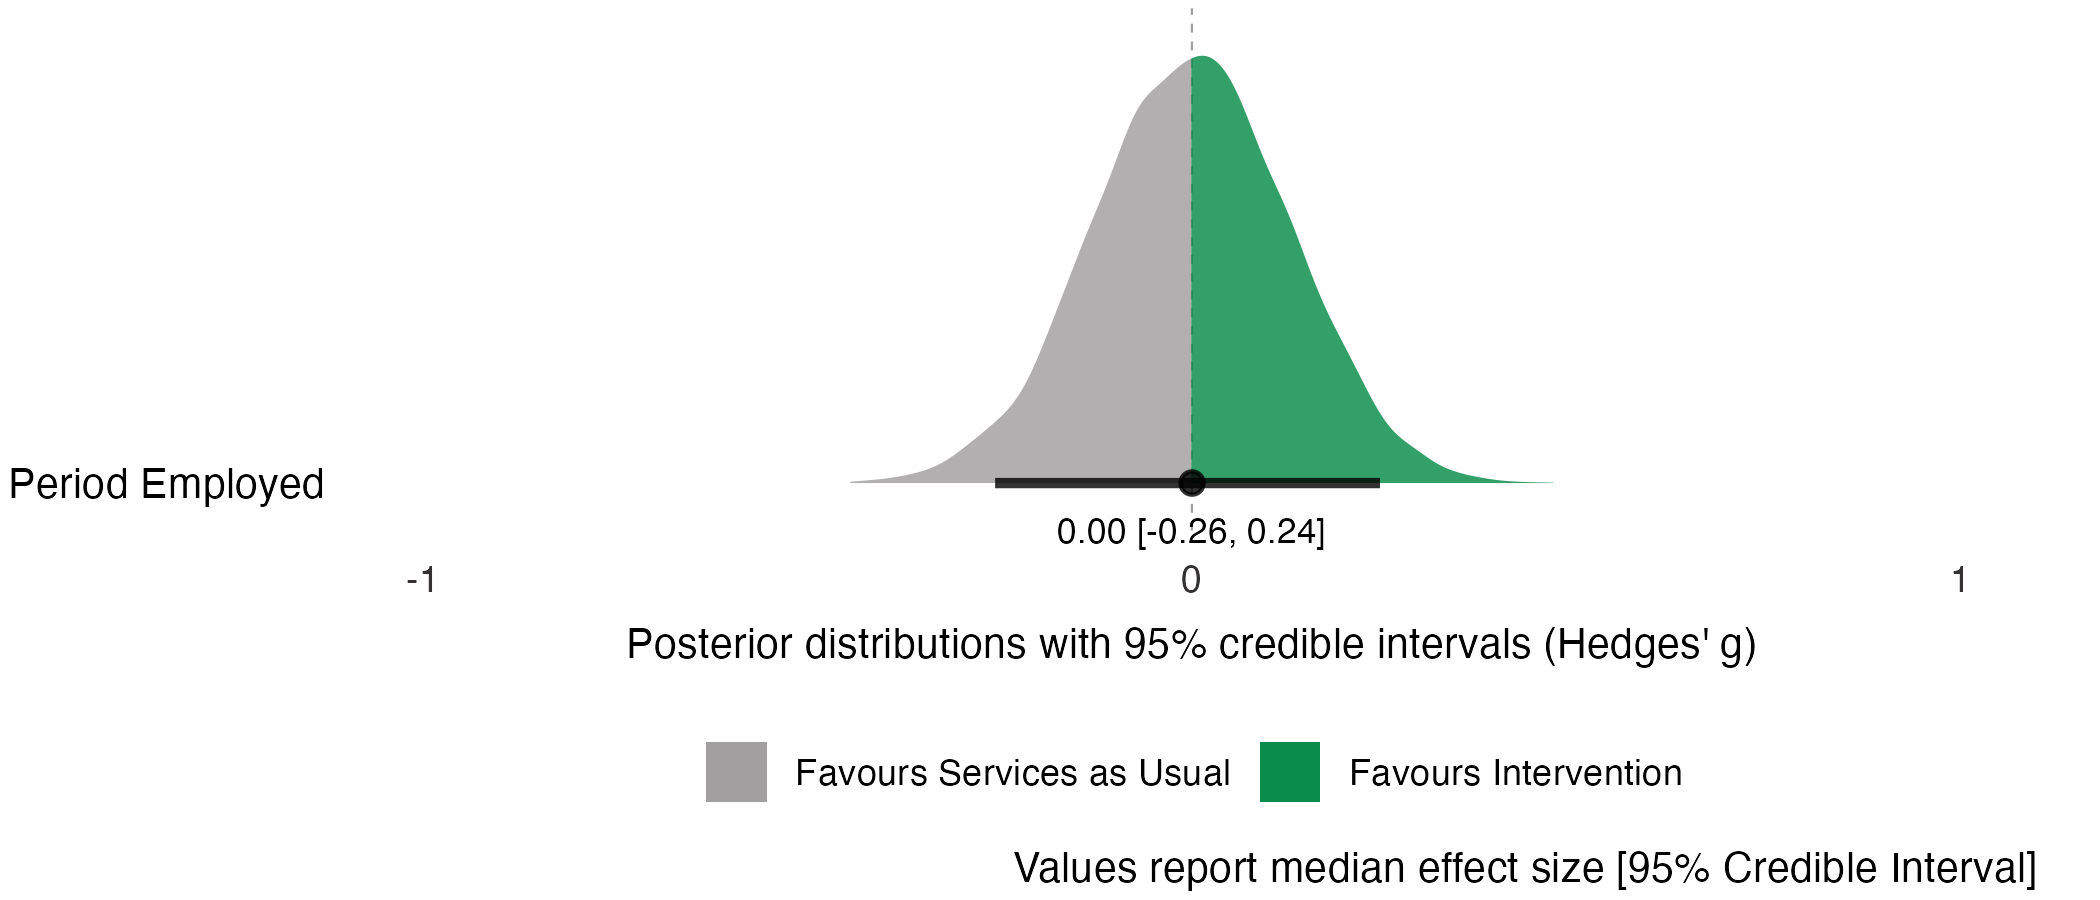 Period Employed
0.00 [-0.26, 0.24]
-1 0 1
Posterior distributions with 95% credible intervals (Hedges' g)
Favours Services as Usual Favours Intervention
Values report median effect size [95% Credible Interval]